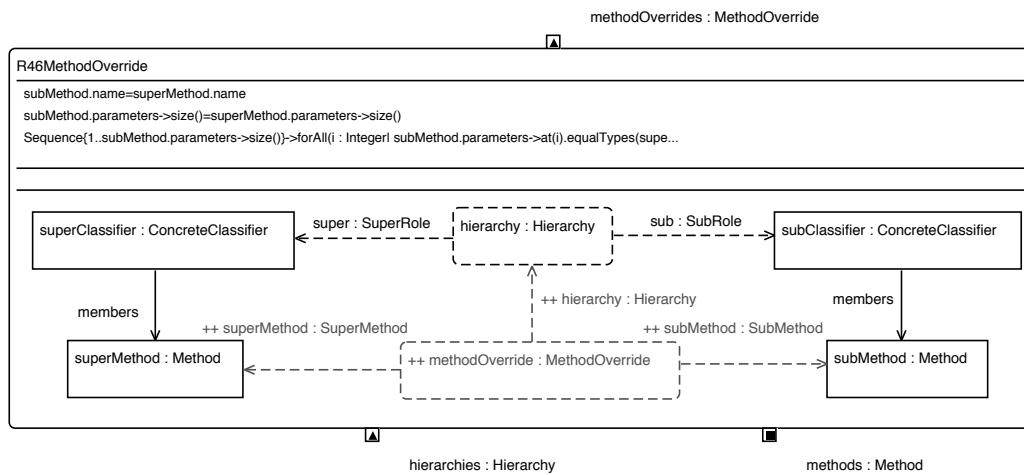 methodOverrides : MethodOverride
R46MethodOverride
subMethod.name=superMethod.name
subMethod.parameters->size()=superMethod.parameters->size()
Sequence{1..subMethod.parameters->size()}->forAll(i : Integer| subMethod.parameters->at(i).equalTypes(supe...
superClassifier : ConcreteClassifier
super : SuperRole
hierarchy : Hierarchy
sub : SubRole
subClassifier : ConcreteClassifier
members
++ hierarchy : Hierarchy
members
++ superMethod : SuperMethod
++ subMethod : SubMethod
superMethod : Method
++ methodOverride : MethodOverride
subMethod : Method
hierarchies : Hierarchy
methods : Method